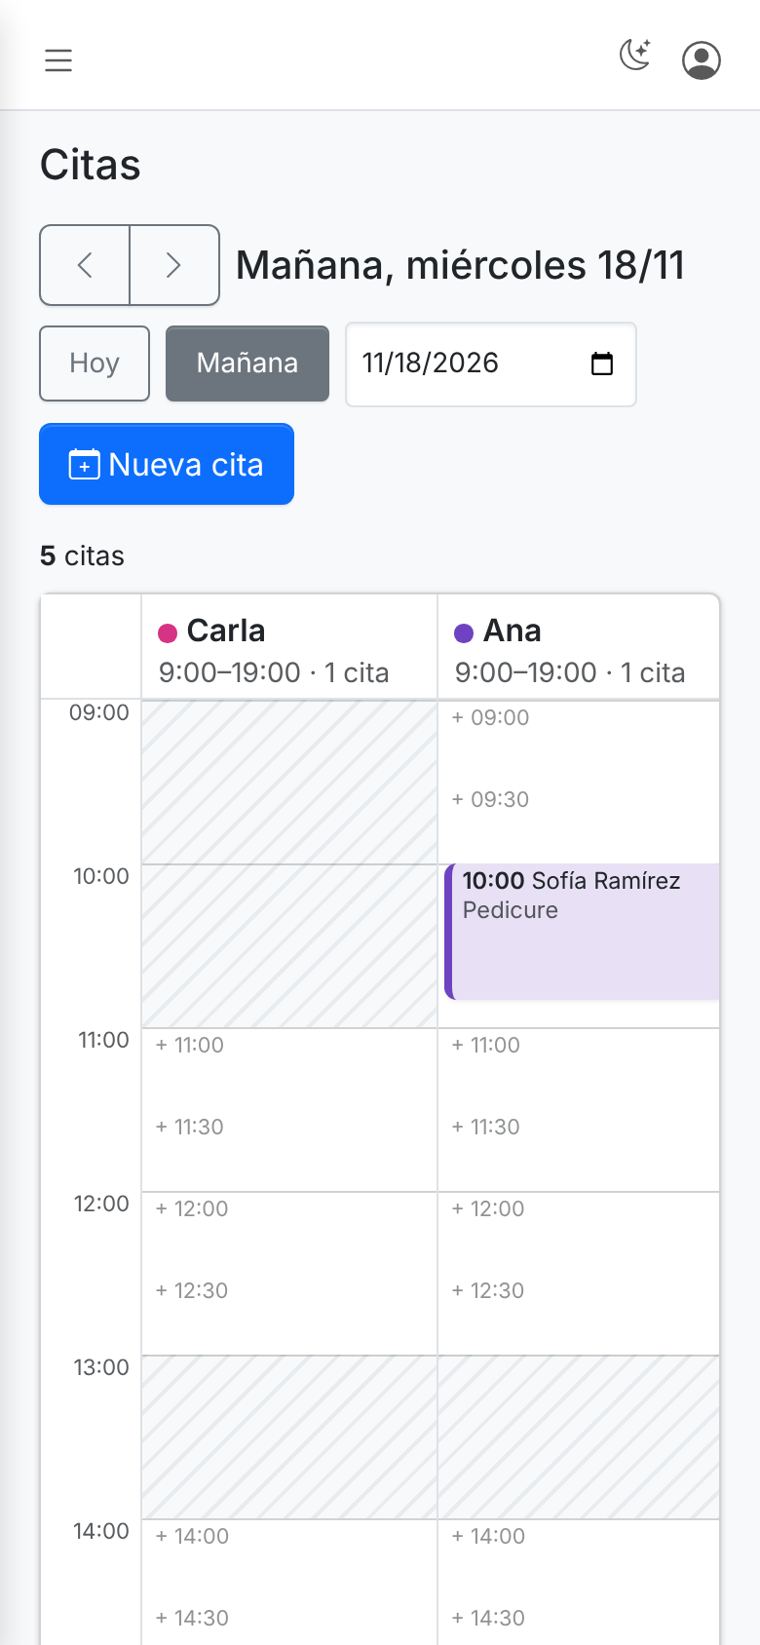 Citas
Mañana, miércoles 18/11
Hoy
Mañana
11/18/2026
Nueva cita
5 citas
Carla
Ana
9:00–19:00 · 1 cita
9:00–19:00 · 1 cita
09:00
+ 09:00
+ 09:30
10:00
10:00 Sofía Ramírez
Pedicure
11:00
+ 11:00
+ 11:00
+ 11:30
+ 11:30
12:00
+ 12:00
+ 12:00
+ 12:30
+ 12:30
13:00
14:00
+ 14:00
+ 14:00
+ 14:30
+ 14:30